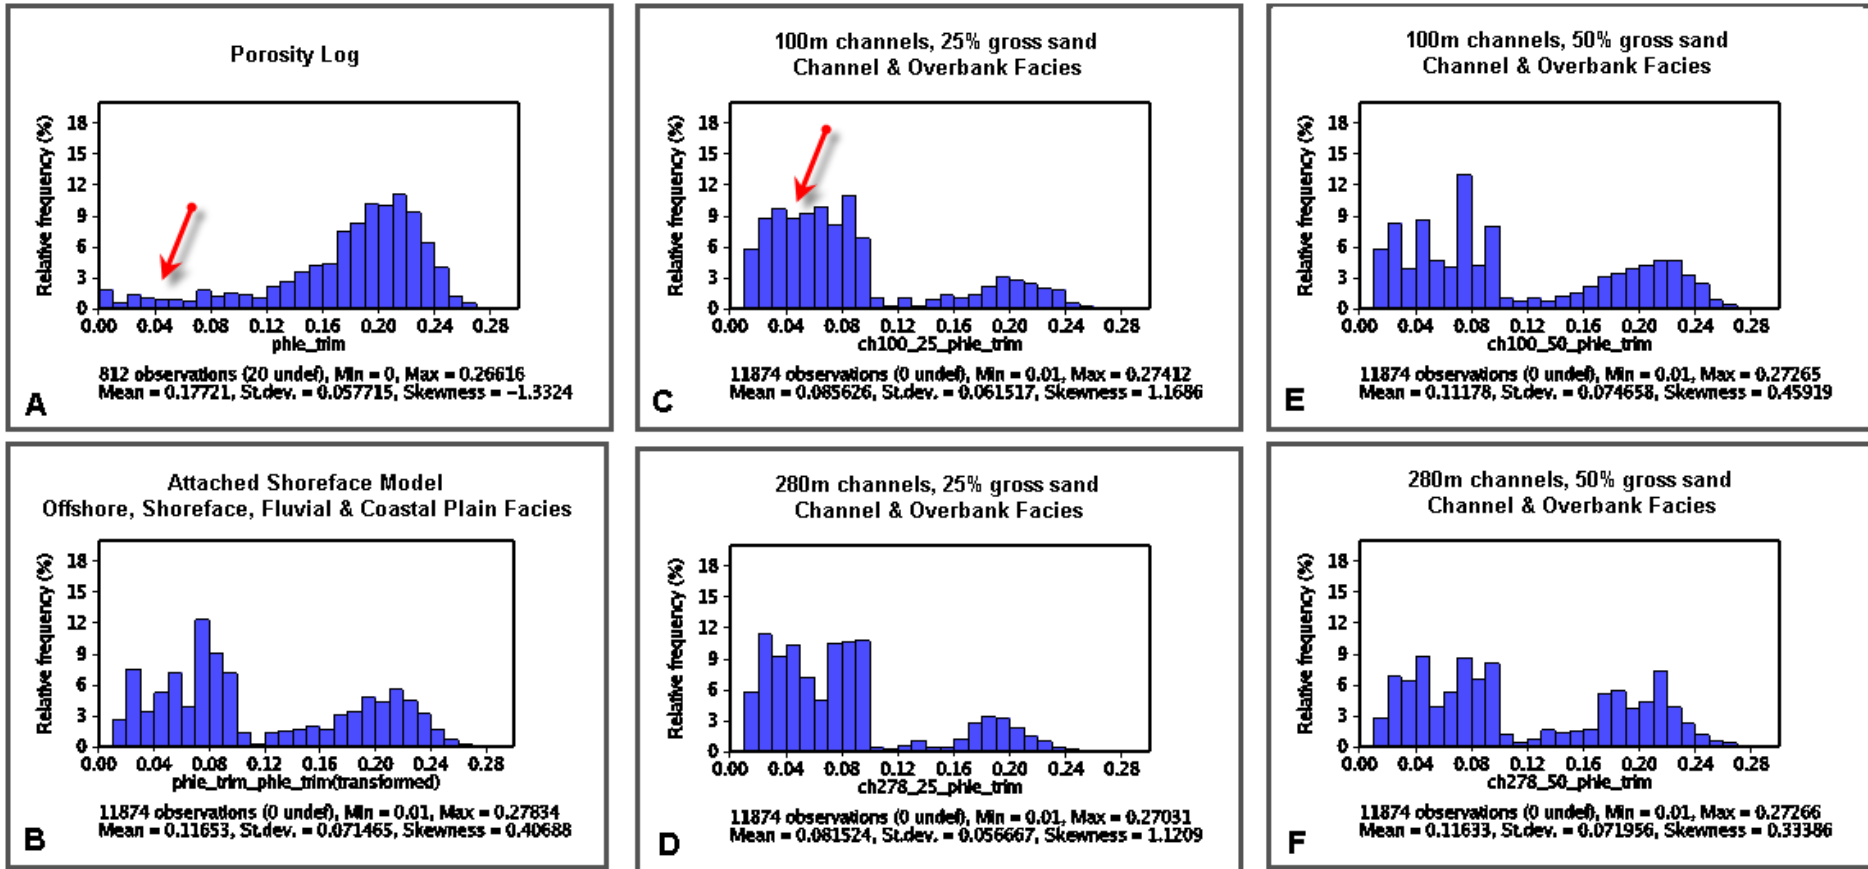 Porosity Log
Relative frequency (%)
18
15
12
9
6
3
0
0.00 0.04 0.08 0.12 0.16 0.20 0.24 0.28
phie_trim
812 observations (20 undef), Min = 0, Max = 0.26616
Mean = 0.17721, St.dev. = 0.057715, Skewness = −1.3324
A
100m channels, 25% gross sand
Channel & Overbank Facies
Relative frequency (%)
18
15
12
9
6
3
0
0.00 0.04 0.08 0.12 0.16 0.20 0.24 0.28
ch100_25_phie_trim
11874 observations (0 undef), Min = 0.01, Max = 0.27412
Mean = 0.085626, St.dev. = 0.061517, Skewness = 1.1686
C
100m channels, 50% gross sand
Channel & Overbank Facies
Relative frequency (%)
18
15
12
9
6
3
0
0.00 0.04 0.08 0.12 0.16 0.20 0.24 0.28
ch100_50_phie_trim
11874 observations (0 undef), Min = 0.01, Max = 0.27265
Mean = 0.11178, St.dev. = 0.074658, Skewness = 0.45919
E
Attached Shoreface Model
Offshore, Shoreface, Fluvial & Coastal Plain Facies
Relative frequency (%)
18
15
12
9
6
3
0
0.00 0.04 0.08 0.12 0.16 0.20 0.24 0.28
phie_trim_phie_trim(transformed)
11874 observations (0 undef), Min = 0.01, Max = 0.27834
Mean = 0.11653, St.dev. = 0.071465, Skewness = 0.40688
B
280m channels, 25% gross sand
Channel & Overbank Facies
Relative frequency (%)
18
15
12
9
6
3
0
0.00 0.04 0.08 0.12 0.16 0.20 0.24 0.28
ch278_25_phie_trim
11874 observations (0 undef), Min = 0.01, Max = 0.27031
Mean = 0.081524, St.dev. = 0.056667, Skewness = 1.1209
D
280m channels, 50% gross sand
Channel & Overbank Facies
Relative frequency (%)
18
15
12
9
6
3
0
0.00 0.04 0.08 0.12 0.16 0.20 0.24 0.28
ch278_50_phie_trim
11874 observations (0 undef), Min = 0.01, Max = 0.27266
Mean = 0.11633, St.dev. = 0.071956, Skewness = 0.33386
F